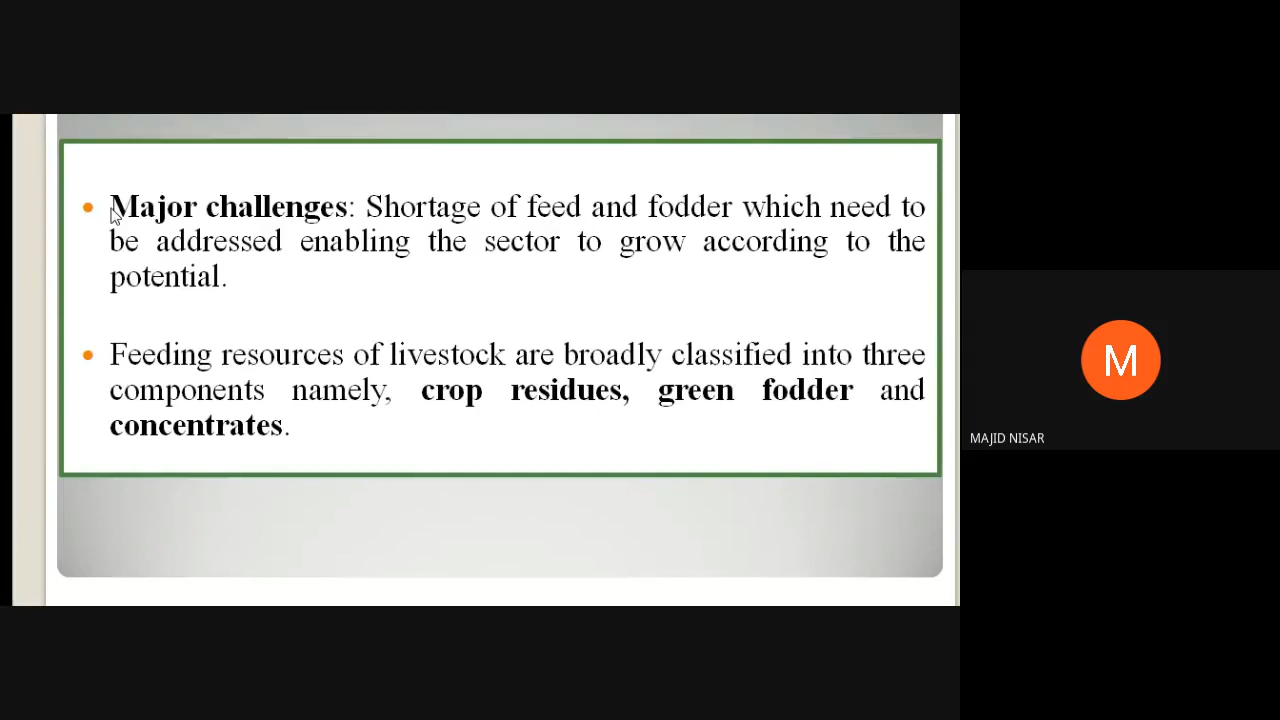 Major challenges: Shortage of feed and fodder which need to
be addressed enabling the sector to grow according to the
potential.
Feeding resources of livestock are broadly classified into three
components namely, crop residues, green fodder and
concentrates.
M
MAJID NISAR